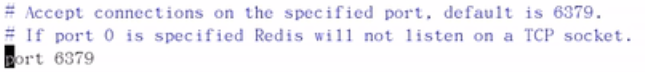 # Accept connections on the specified port, default is 6379.
# If port 0 is specified Redis will not listen on a TCP socket.
port 6379